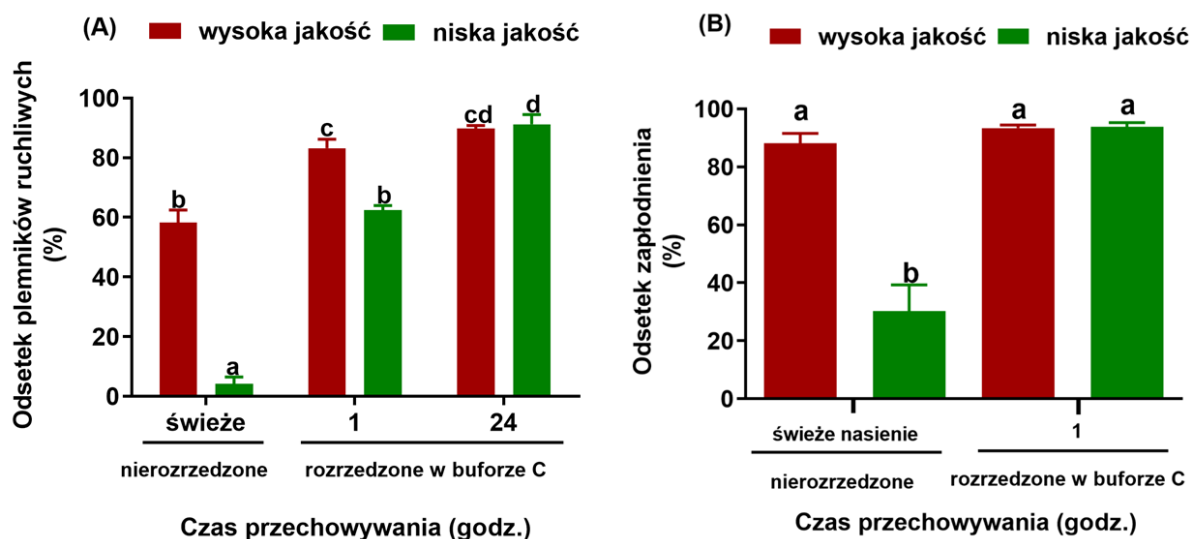 (A)
wysoka jakość niska jakość
Odsetek plemników ruchliwych
(%)
100
80
60
40
20
0
b
a
c
b
cd
d
świeże 1 24
nierozrzedzone rozrzedzone w buforze C
Czas przechowywania (godz.)
(B)
wysoka jakość niska jakość
Odsetek zapłodnienia
(%)
100
80
60
40
20
0
a
b
a
a
świeże nasienie 1
nierozrzedzone rozrzedzone w buforze C
Czas przechowywania (godz.)